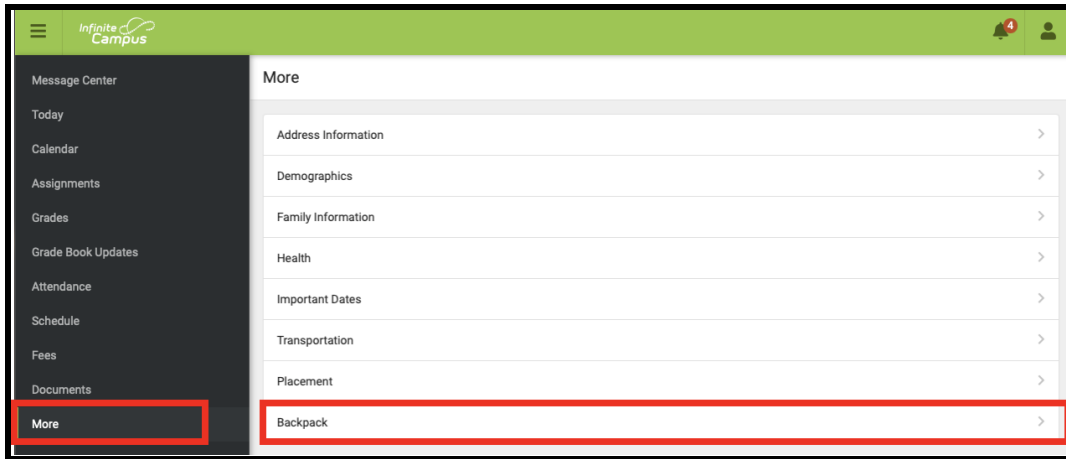 Infinite
Campus
4
Message Center
Today
Calendar
Assignments
Grades
Grade Book Updates
Attendance
Schedule
Fees
Documents
More
More
Address Information
Demographics
Family Information
Health
Important Dates
Transportation
Placement
Backpack